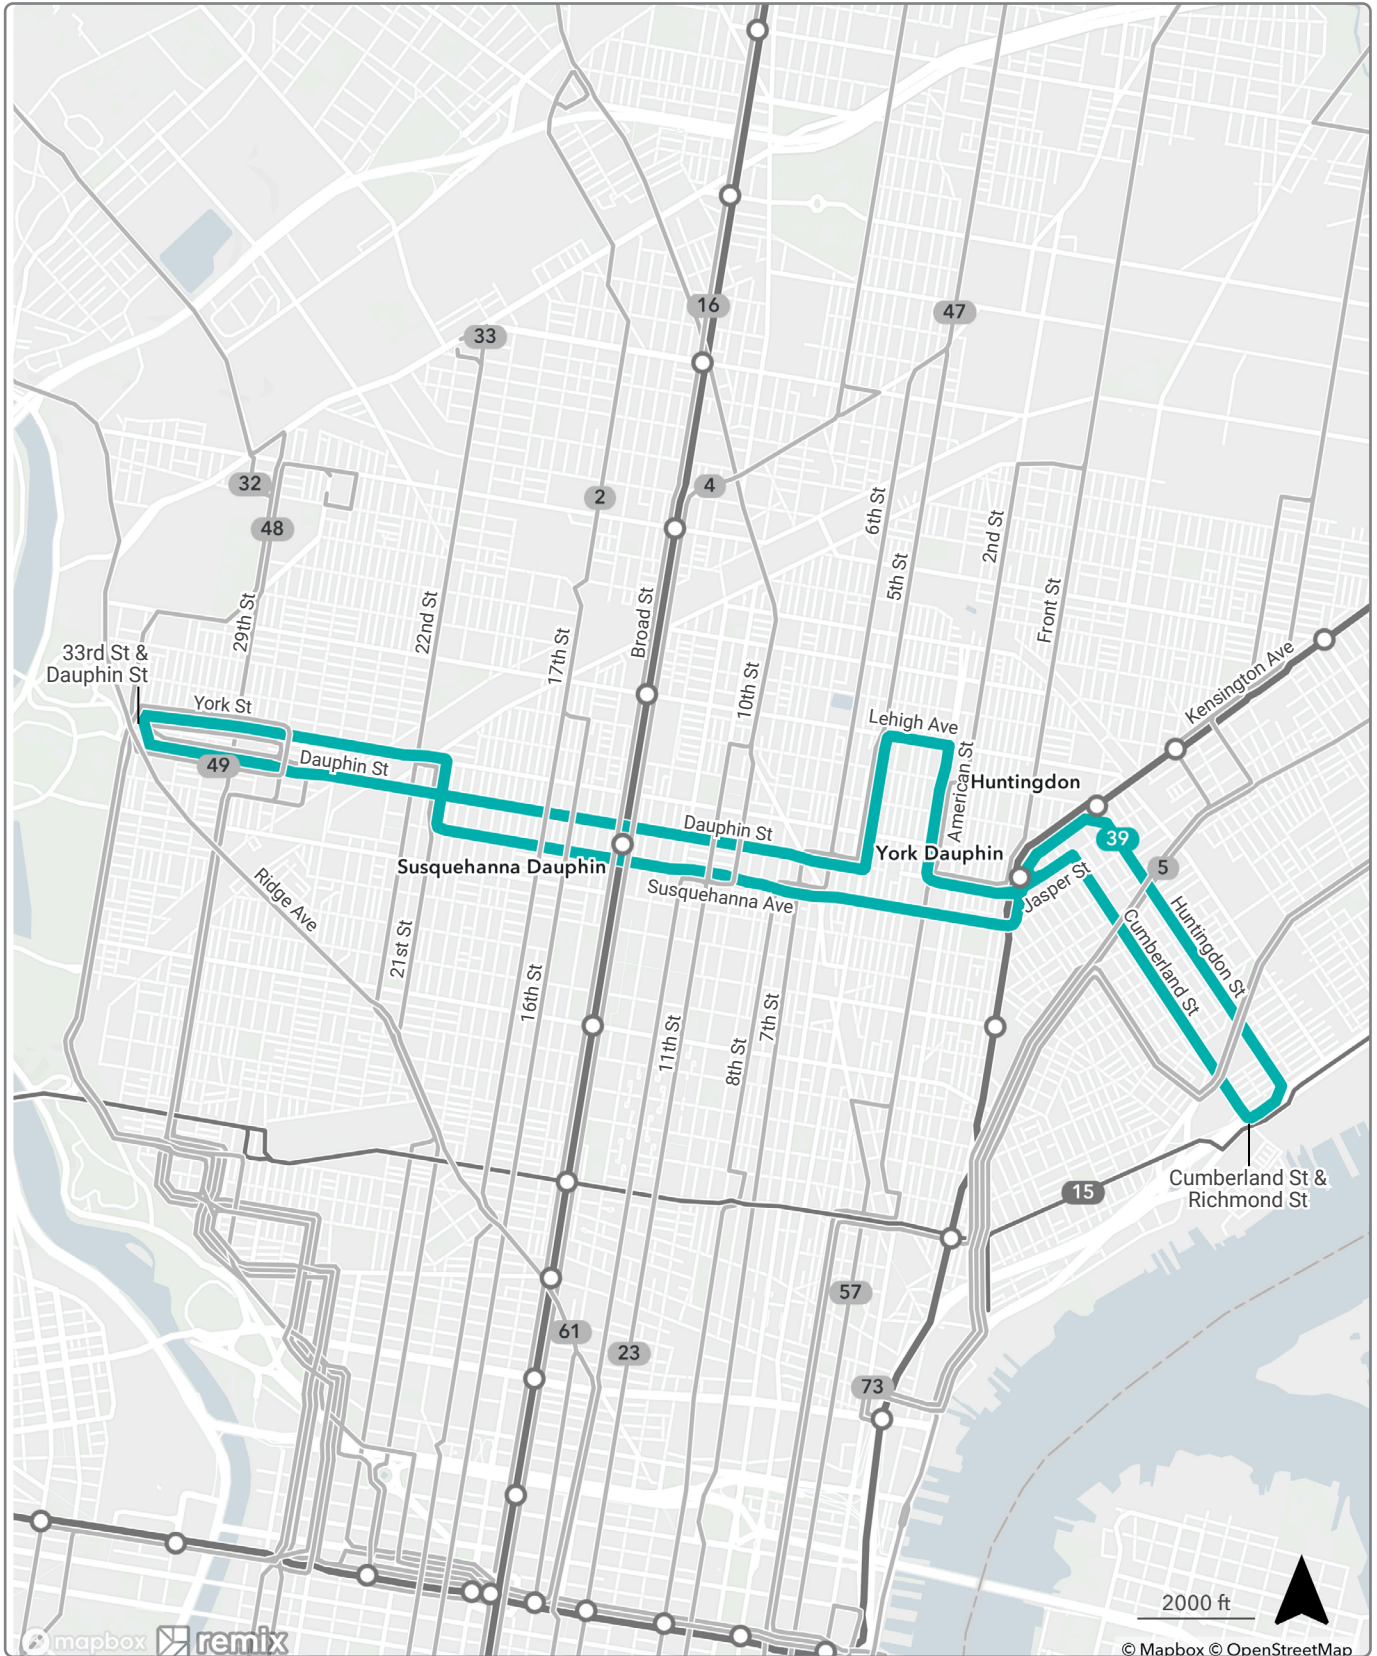 16
47
33
32
2
4
48
6th St
2nd St
5th St
Front St
29th St
22nd St
Broad St
17th St
33rd St &
Dauphin St
10th St
Kensington Ave
York St
Lehigh Ave
49
Dauphin St
American St
Huntingdon
Dauphin St
39
York Dauphin
Susquehanna Dauphin
5
Jasper St
Susquehanna Ave
Ridge Ave
Cumberland St
Huntingdon St
21st St
16th St
11th St
8th St
7th St
15
Cumberland St &
Richmond St
57
61
23
73
2000 ft
mapbox
remix
© Mapbox © OpenStreetMap